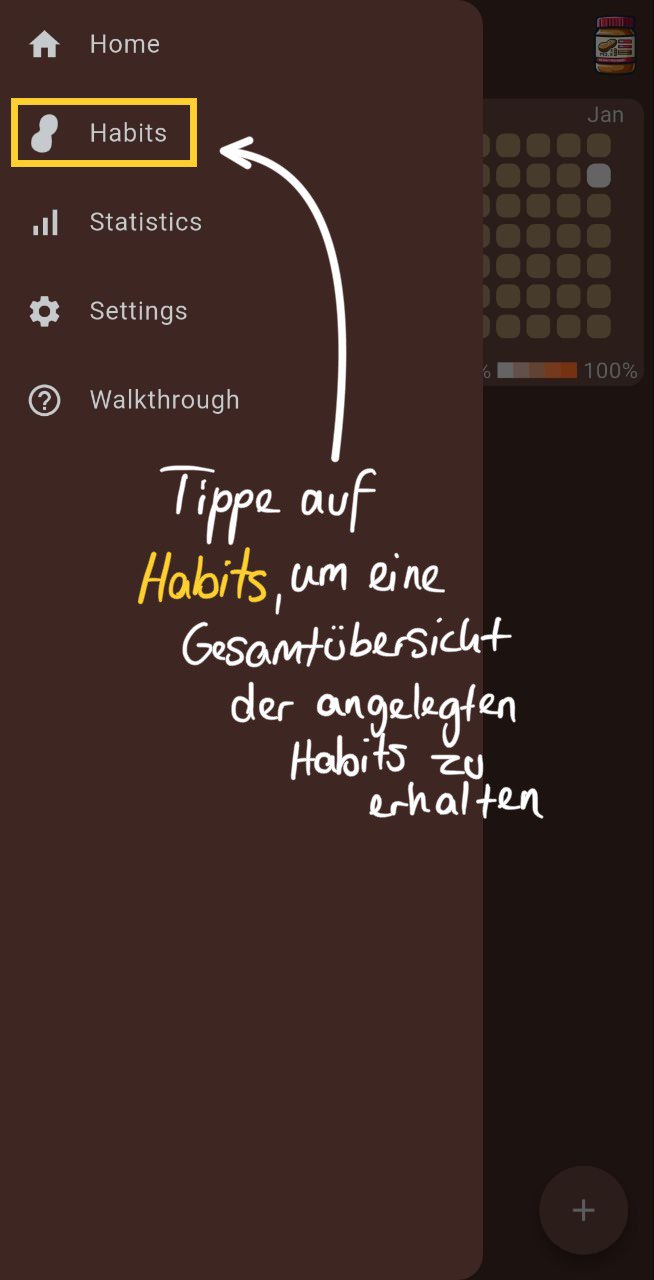 Home
Jan
Habits
Statistics
Settings
% 100%
Walkthrough
Tippe auf
Habits, um eine
Gesamtübersicht
der angelegten
Habits zu
erhalten
+